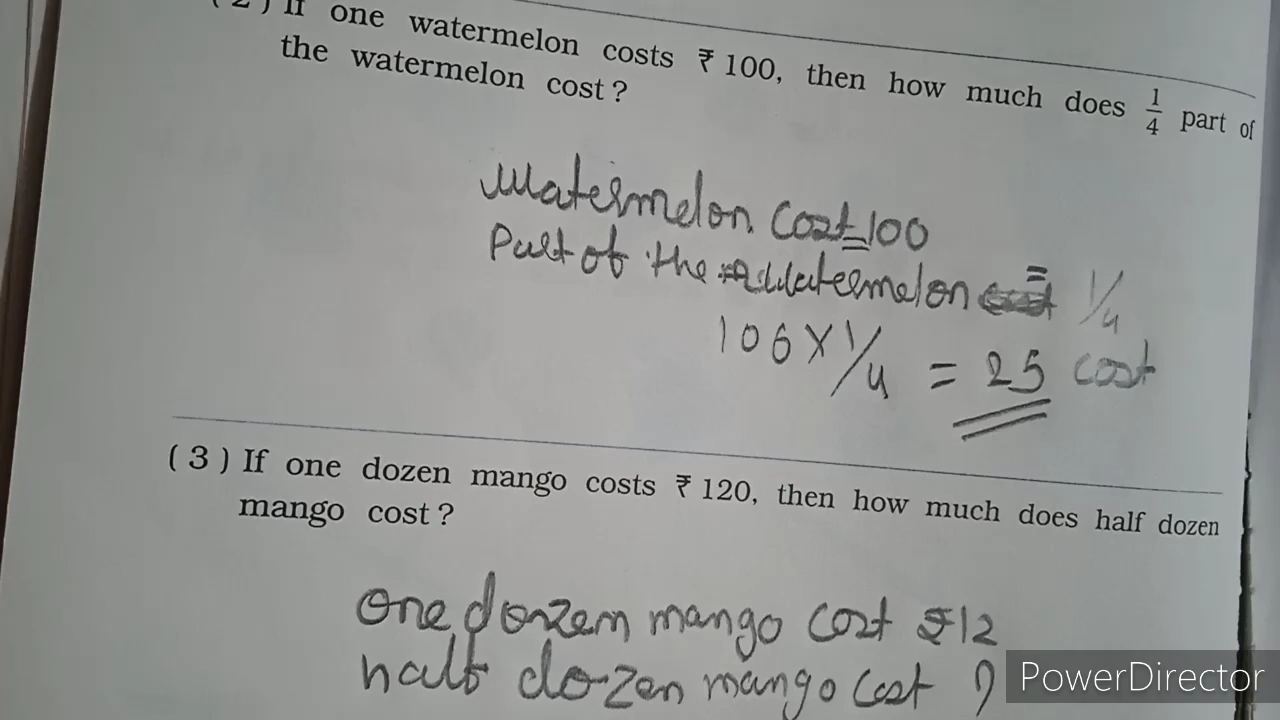 (2) If one watermelon costs ₹ 100, then how much does 1/4 part of
the watermelon cost ?
Watermelon cost=100
Part of the Watermelon = 1/4
100 X 1/4 = 25 cost
(3) If one dozen mango costs ₹ 120, then how much does half dozen
mango cost ?
one dozen mango cost ₹12
half dozen mango cost ?
PowerDirector